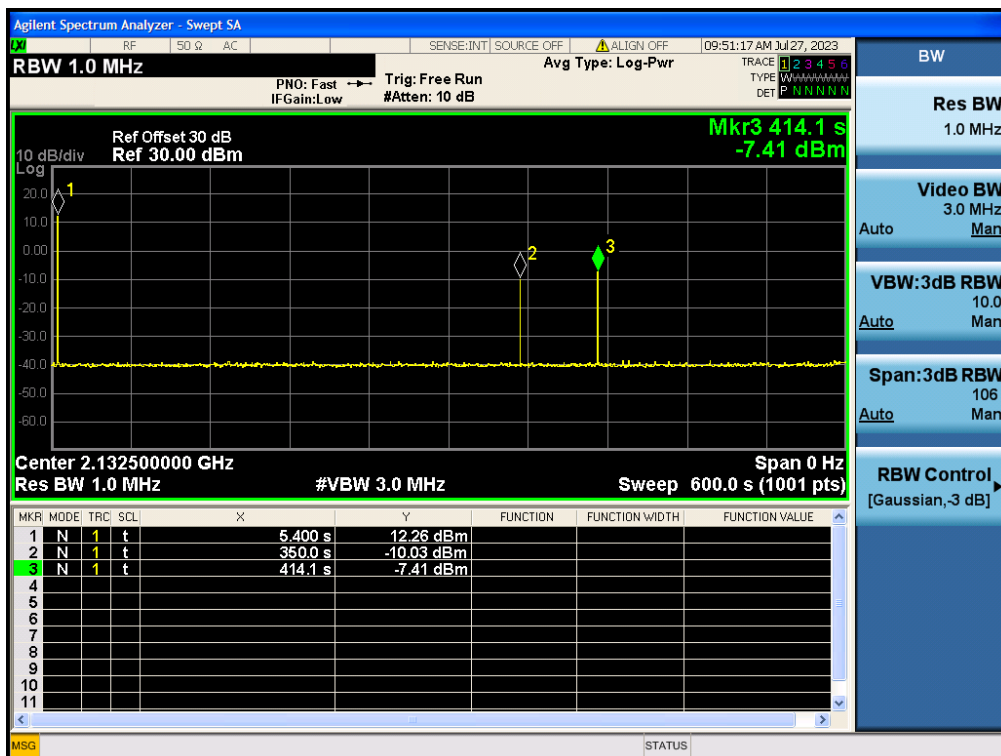 Agilent Spectrum Analyzer - Swept SA
LXI RF 50 Ω AC SENSE:INT SOURCE OFF ALIGN OFF 09:51:17 AM Jul 27, 2023
RBW 1.0 MHz
PNO: Fast
IFGain:Low
Trig: Free Run
#Atten: 10 dB
Avg Type: Log-Pwr
TRACE 1 2 3 4 5 6
TYPE WWWWWW
DET P N N N N N
Mkr3 414.1 s
-7.41 dBm
Ref Offset 30 dB
10 dB/div Ref 30.00 dBm
Log
20.0
10.0
0.00
-10.0
-20.0
-30.0
-40.0
-50.0
-60.0
1
2
3
Center 2.132500000 GHz Span 0 Hz
Res BW 1.0 MHz #VBW 3.0 MHz Sweep 600.0 s (1001 pts)
MKR MODE TRC SCL X Y FUNCTION FUNCTION WIDTH FUNCTION VALUE
1 N 1 t 5.400 s 12.26 dBm
2 N 1 t 350.0 s -10.03 dBm
3 N 1 t 414.1 s -7.41 dBm
4
5
6
7
8
9
10
11
MSG STATUS
BW
Res BW
1.0 MHz
Video BW
3.0 MHz
Auto Man
VBW:3dB RBW
10.0
Auto Man
Span:3dB RBW
106
Auto Man
RBW Control
[Gaussian,-3 dB]